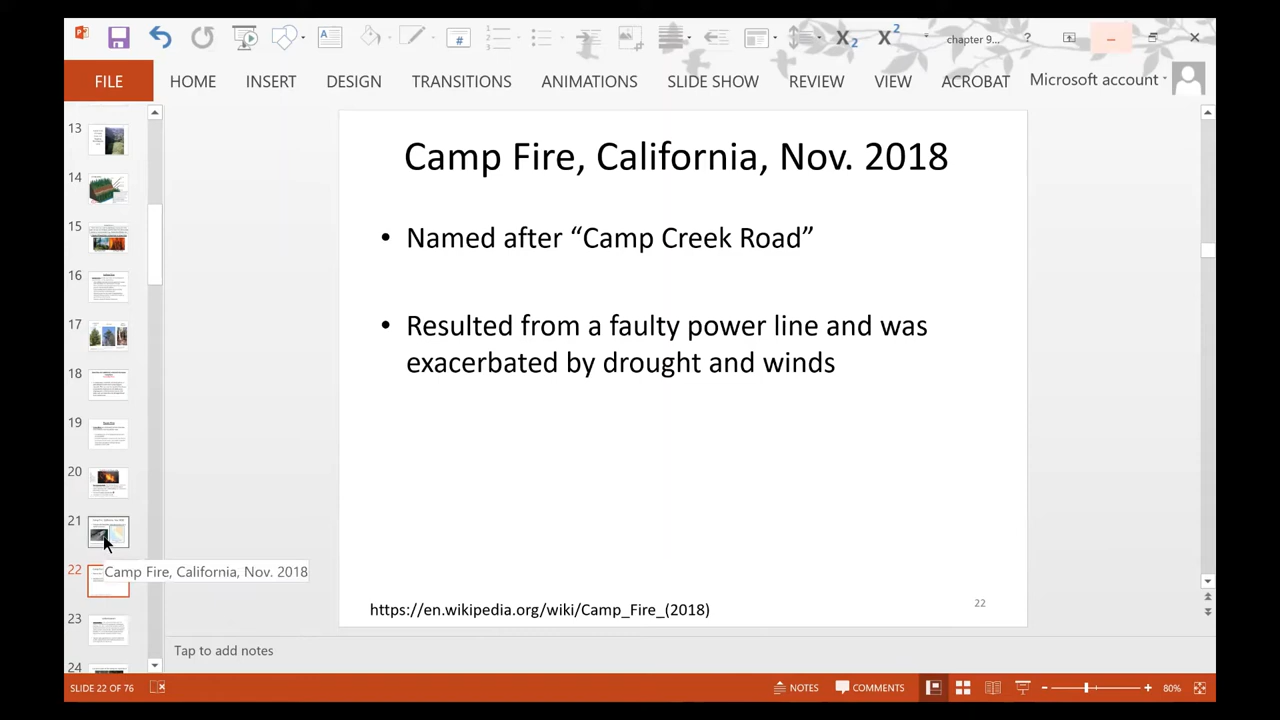 chapter 9...
?
FILE
HOME
INSERT
DESIGN
TRANSITIONS
ANIMATIONS
SLIDE SHOW
REVIEW
VIEW
ACROBAT
Microsoft account
13
14
15
16
17
18
19
20
21
22
23
24
Camp Fire, California, Nov. 2018
Camp Fire, California, Nov. 2018
• Named after “Camp Creek Road”
• Resulted from a faulty power line and was
exacerbated by drought and winds
https://en.wikipedia.org/wiki/Camp_Fire_(2018)
22
Tap to add notes
SLIDE 22 OF 76
NOTES
COMMENTS
80%